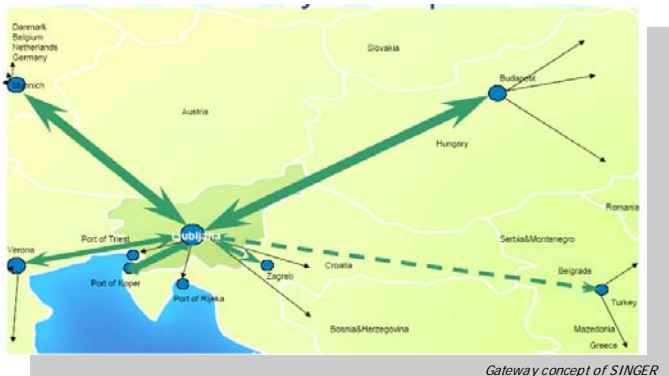 Danmark
Belgium
Netherlands
Germany
Munich
Slovakia
Budapest
Austria
Hungary
Romania
Ljubljana
Port of Triest
Verona
Serbia&Montenegro
Croatia
Zagreb
Port of Koper
Port of Rijeka
Belgrade
Turkey
Bosnia&Herzegovina
Mazedonia
Greece
Gateway concept of SINGER